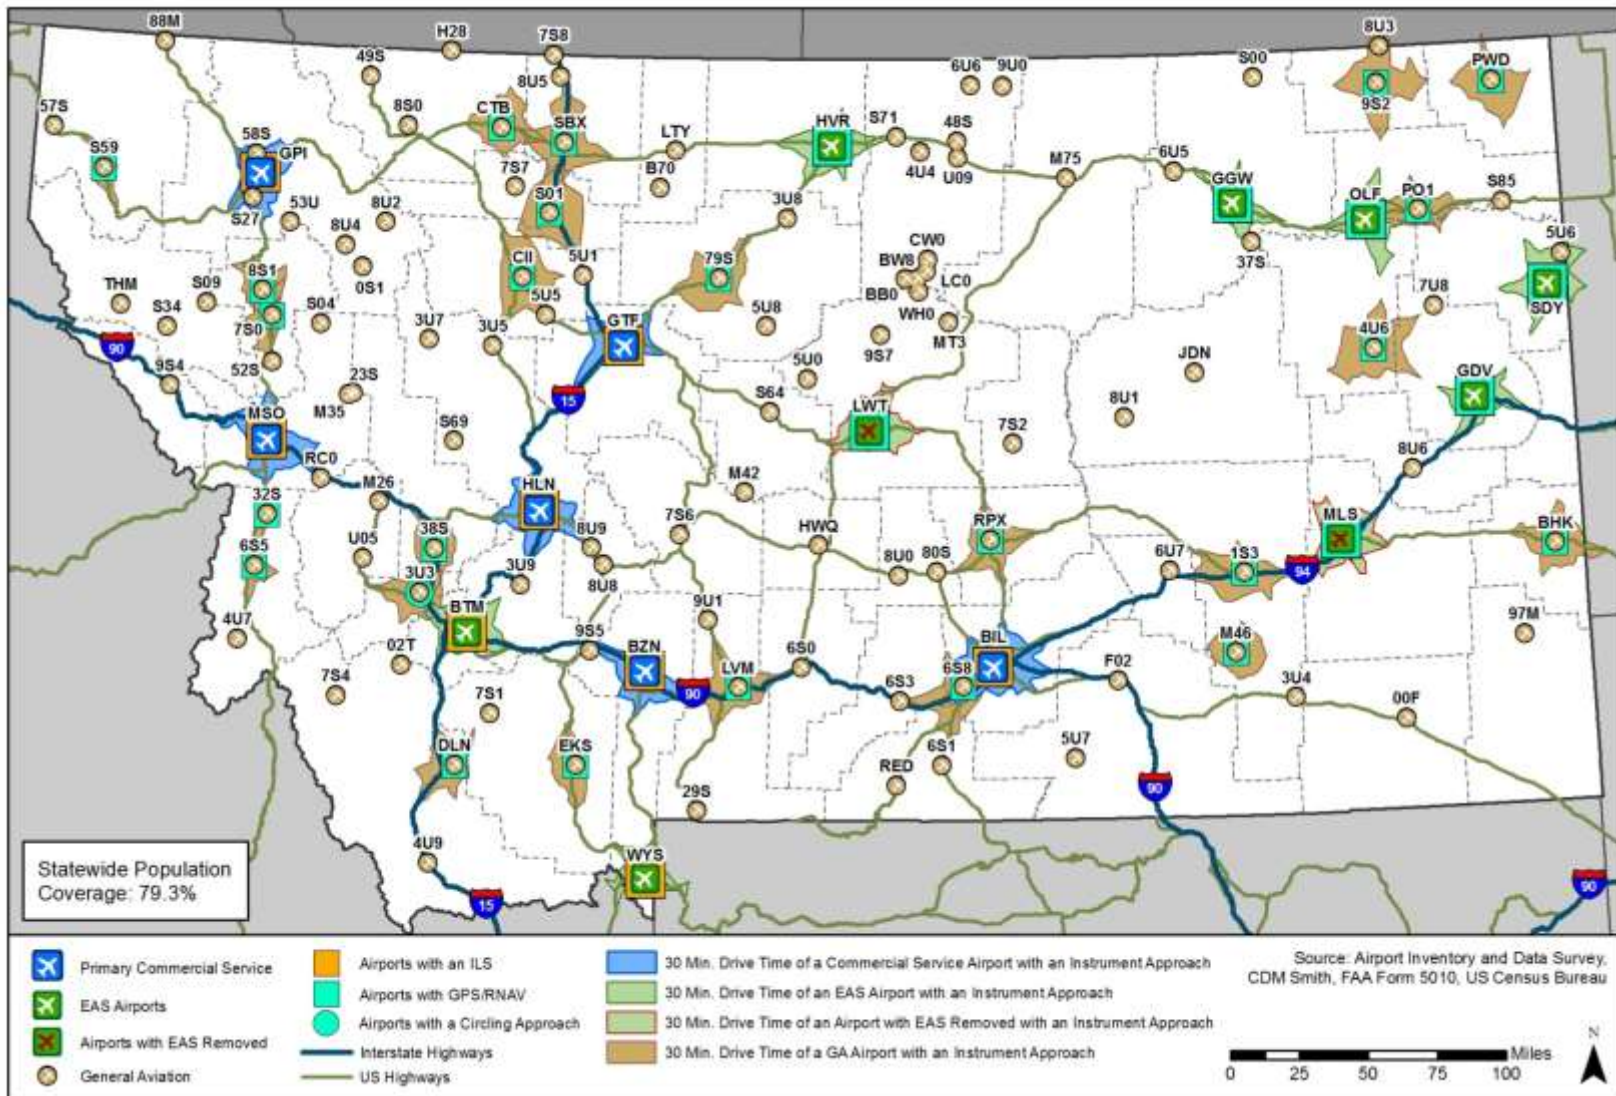 88M
H28
7S8
8U3
49S
8U5
6U6
9U0
S00
PWD
9S2
57S
8S0
CTB
SBX
LTY
HVR
S71
48S
58S
GPI
S59
7S7
B70
4U4
U09
M75
6U5
GGW
OLF
PO1
S85
S27
53U
8U4
8U2
S01
3U8
37S
5U6
THM
S09
8S1
0S1
CII
5U1
79S
CW0
BW8
BB0
LC0
WH0
7U8
SDY
S34
7S0
S04
3U7
3U5
5U5
GTF
5U8
9S7
MT3
4U6
90
9S4
52S
23S
M35
15
5U0
S64
LWT
JDN
8U1
GDV
MSO
S69
7S2
8U6
RC0
M26
HLN
M42
32S
38S
8U9
7S6
HWQ
RPX
MLS
BHK
6S5
U05
3U3
3U9
8U8
8U0
80S
6U7
1S3
94
4U7
BTM
9U1
97M
02T
9S5
BZN
LVM
6S0
BIL
M46
7S4
7S1
90
6S3
6S8
F02
3U4
00F
DLN
EKS
29S
RED
6S1
5U7
90
4U9
WYS
15
90
Statewide Population
Coverage: 79.3%
Primary Commercial Service
EAS Airports
Airports with EAS Removed
General Aviation
Airports with an ILS
Airports with GPS/RNAV
Airports with a Circling Approach
Interstate Highways
US Highways
30 Min. Drive Time of a Commercial Service Airport with an Instrument Approach
30 Min. Drive Time of an EAS Airport with an Instrument Approach
30 Min. Drive Time of an Airport with EAS Removed with an Instrument Approach
30 Min. Drive Time of a GA Airport with an Instrument Approach
Source: Airport Inventory and Data Survey,
CDM Smith, FAA Form 5010, US Census Bureau
N
Miles
0 25 50 75 100